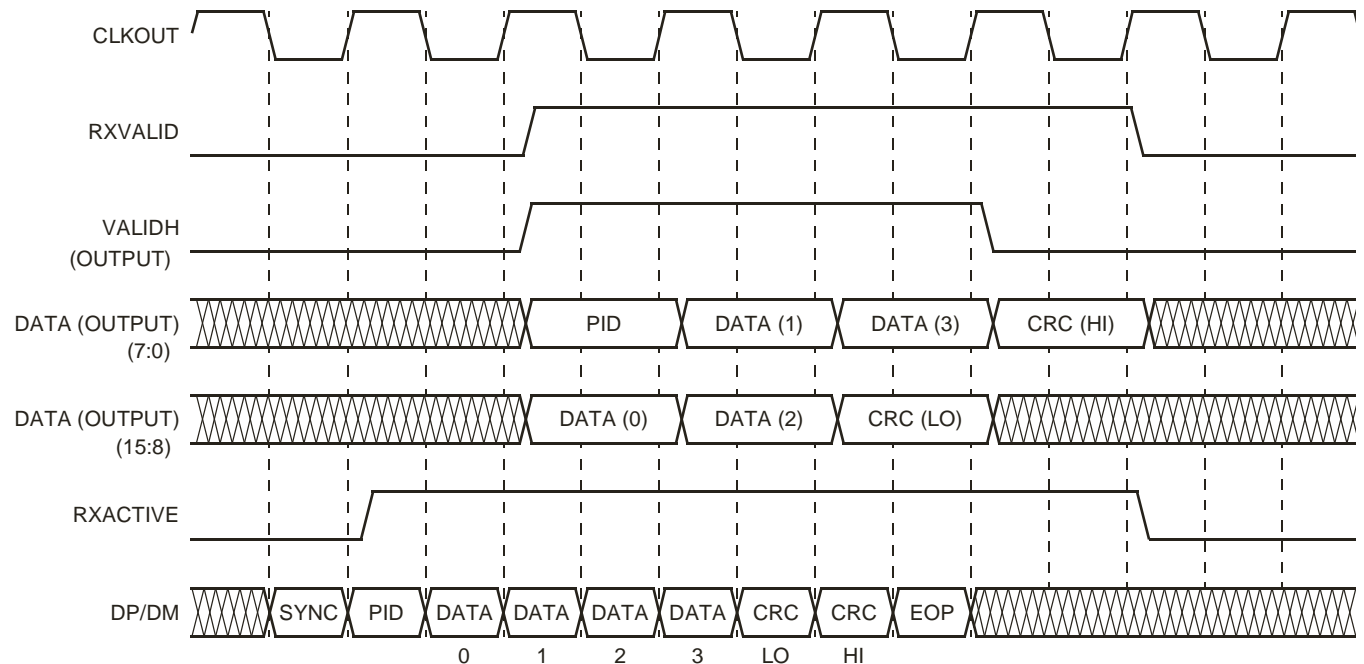 CLKOUT
RXVALID
VALIDH
(OUTPUT)
DATA (OUTPUT)
(7:0)
PID DATA (1) DATA (3) CRC (HI)
DATA (OUTPUT)
(15:8)
DATA (0) DATA (2) CRC (LO)
RXACTIVE
DP/DM SYNC PID DATA DATA DATA DATA CRC CRC EOP
0 1 2 3 LO HI